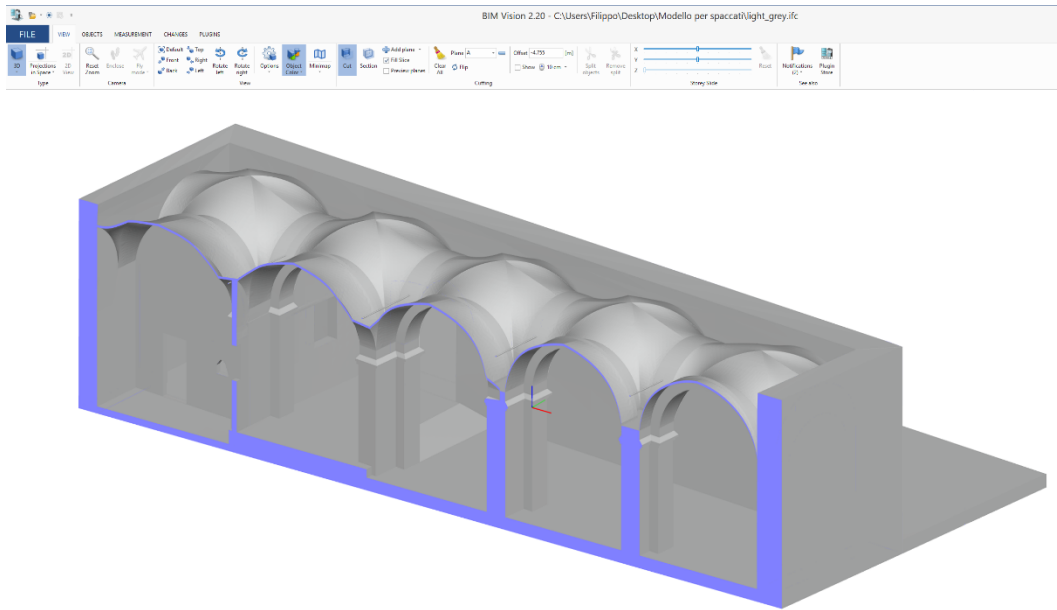 BIM Vision 2.20 - C:\Users\Filippo\Desktop\Modello per spaccati\light_grey.ifc
FILE VIEW OBJECTS MEASUREMENT CHANGES PLUGINS
Default Top Add plane Plane A Offset -4.755 [m] X
Front Right Fill Slice Y
Back Left Preview planes Flip Show 10 cm Z
3D Projections in Space 2D View Reset Zoom Enclose Fly mode Rotate left Rotate right Options Object Color Minimap Cut Section Clear All Split objects Remove split Reset Notifications (2) Plugin Store
Type Camera View Cutting Storey Slide See also